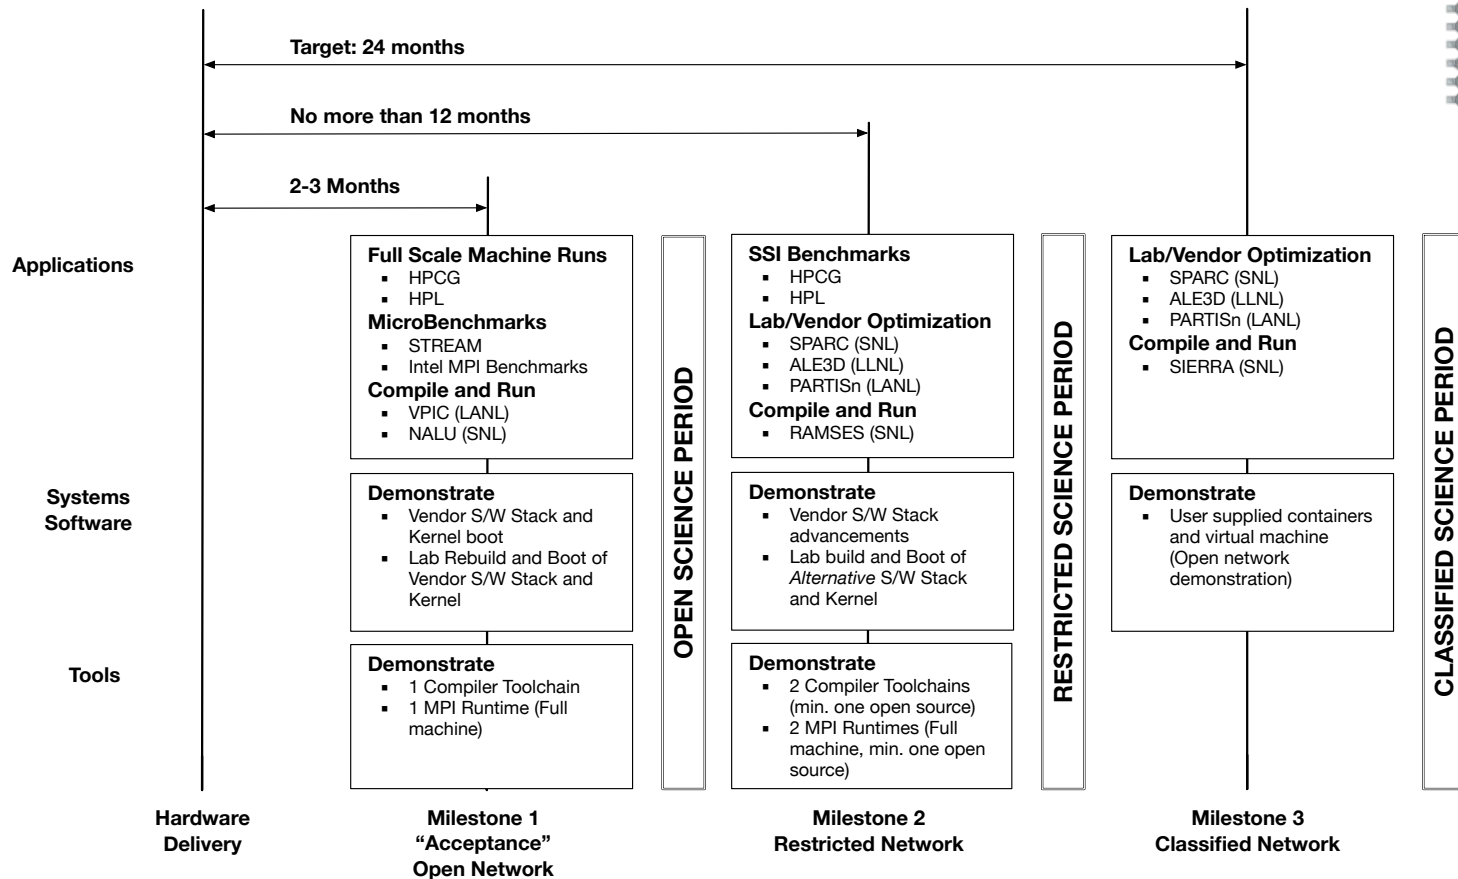 Target: 24 months
No more than 12 months
2-3 Months
Applications
Full Scale Machine Runs
▪ HPCG
▪ HPL
MicroBenchmarks
▪ STREAM
▪ Intel MPI Benchmarks
Compile and Run
▪ VPIC (LANL)
▪ NALU (SNL)
SSI Benchmarks
▪ HPCG
▪ HPL
Lab/Vendor Optimization
▪ SPARC (SNL)
▪ ALE3D (LLNL)
▪ PARTISn (LANL)
Compile and Run
▪ RAMSES (SNL)
Lab/Vendor Optimization
▪ SPARC (SNL)
▪ ALE3D (LLNL)
▪ PARTISn (LANL)
Compile and Run
▪ SIERRA (SNL)
Systems
Software
Demonstrate
▪ Vendor S/W Stack and
Kernel boot
▪ Lab Rebuild and Boot of
Vendor S/W Stack and
Kernel
Demonstrate
▪ Vendor S/W Stack
advancements
▪ Lab build and Boot of
Alternative S/W Stack
and Kernel
Demonstrate
▪ User supplied containers
and virtual machine
(Open network
demonstration)
Tools
Demonstrate
▪ 1 Compiler Toolchain
▪ 1 MPI Runtime (Full
machine)
Demonstrate
▪ 2 Compiler Toolchains
(min. one open source)
▪ 2 MPI Runtimes (Full
machine, min. one open
source)
OPEN SCIENCE PERIOD
RESTRICTED SCIENCE PERIOD
CLASSIFIED SCIENCE PERIOD
Hardware
Delivery
Milestone 1
“Acceptance”
Open Network
Milestone 2
Restricted Network
Milestone 3
Classified Network